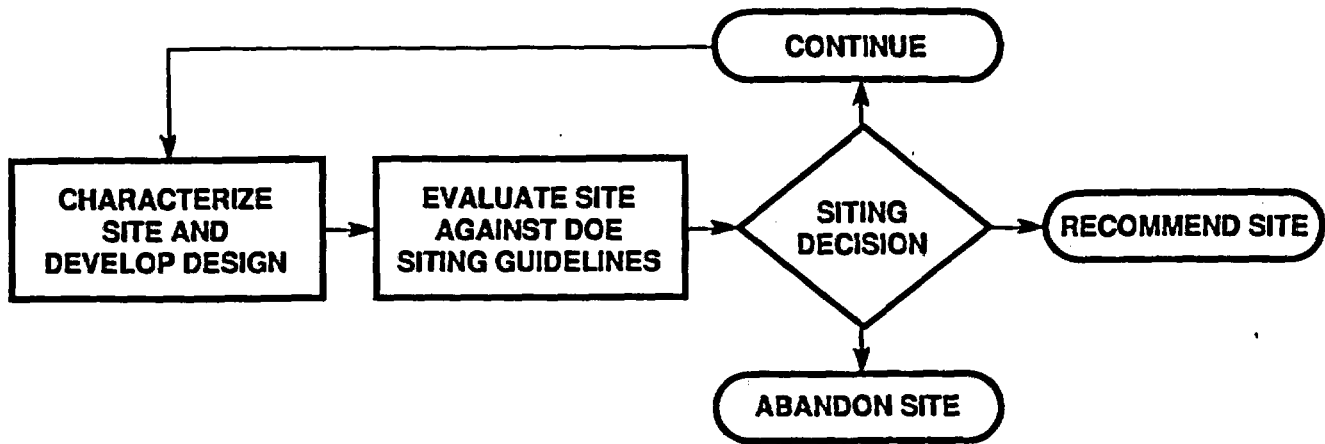 CONTINUE
CHARACTERIZE
SITE AND
DEVELOP DESIGN
EVALUATE SITE
AGAINST DOE
SITING GUIDELINES
SITING
DECISION
RECOMMEND SITE
ABANDON SITE